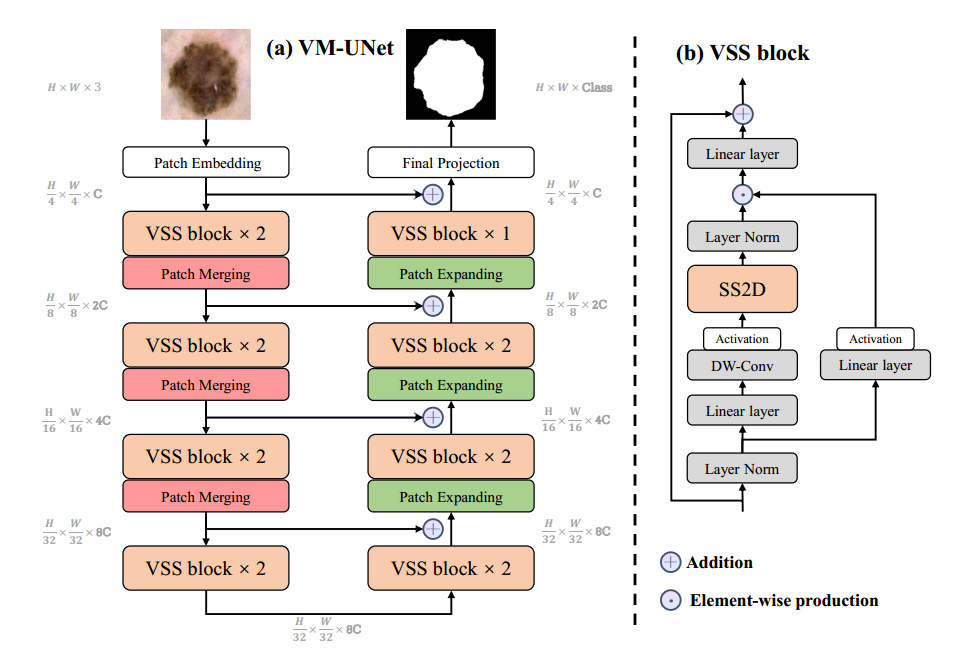 (a) VM-UNet
H × W × 3
H × W × Class
Patch Embedding
Final Projection
H/4 × W/4 × C
H/4 × W/4 × C
VSS block × 2
VSS block × 1
Patch Merging
Patch Expanding
H/8 × W/8 × 2C
H/8 × W/8 × 2C
VSS block × 2
VSS block × 2
Patch Merging
Patch Expanding
H/16 × W/16 × 4C
H/16 × W/16 × 4C
VSS block × 2
VSS block × 2
Patch Merging
Patch Expanding
H/32 × W/32 × 8C
H/32 × W/32 × 8C
VSS block × 2
VSS block × 2
H/32 × W/32 × 8C
(b) VSS block
Linear layer
Layer Norm
SS2D
Activation
Activation
DW-Conv
Linear layer
Linear layer
Layer Norm
Addition
Element-wise production